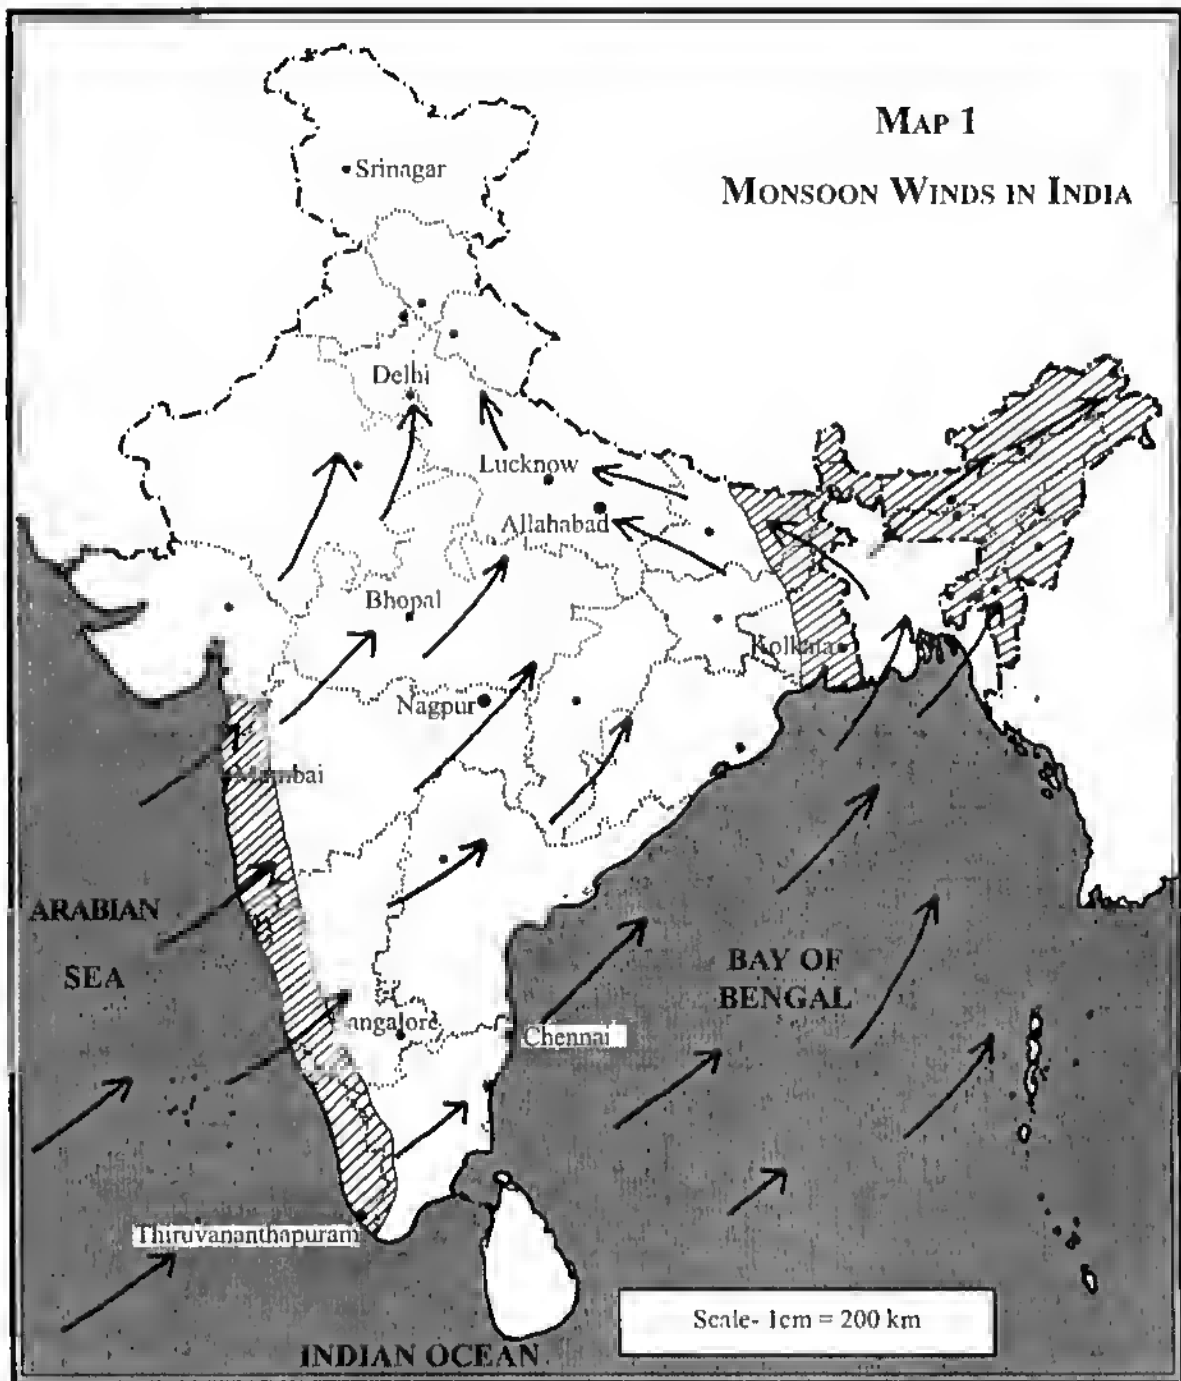 MAP 1
MONSOON WINDS IN INDIA
Srinagar
Delhi
Lucknow
Allahabad
Bhopal
Kolkata
Nagpur
Mumbai
ARABIAN
SEA
BAY OF
BENGAL
angalore
Chennai
Thiruvananthapuram
Scale- 1cm = 200 km
INDIAN OCEAN